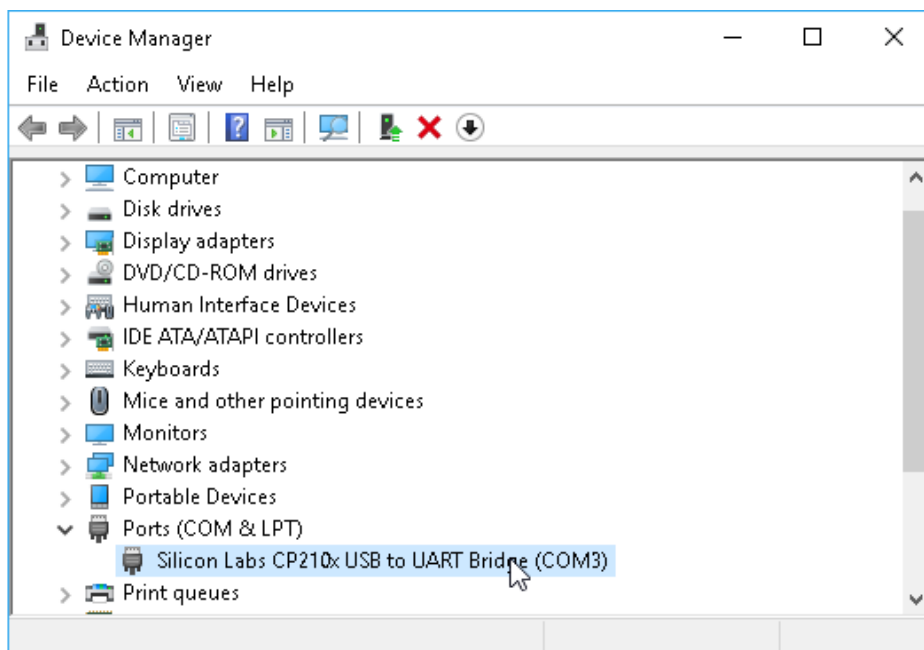 Device Manager
File Action View Help
Computer
Disk drives
Display adapters
DVD/CD-ROM drives
Human Interface Devices
IDE ATA/ATAPI controllers
Keyboards
Mice and other pointing devices
Monitors
Network adapters
Portable Devices
Ports (COM & LPT)
Silicon Labs CP210x USB to UART Bridge (COM3)
Print queues